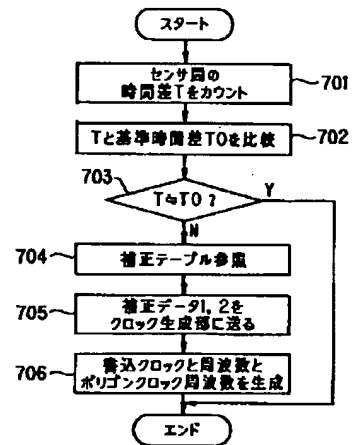 スタート
センサ間の
時間差Tをカウント
701
Tと基準時間差T0を比較
702
703
T≒T0?
Y
N
704
補正テーブル参照
705
補正データ1, 2を
クロック生成部に送る
706
書込クロックと周波数と
ポリゴンクロック周波数を生成
エンド